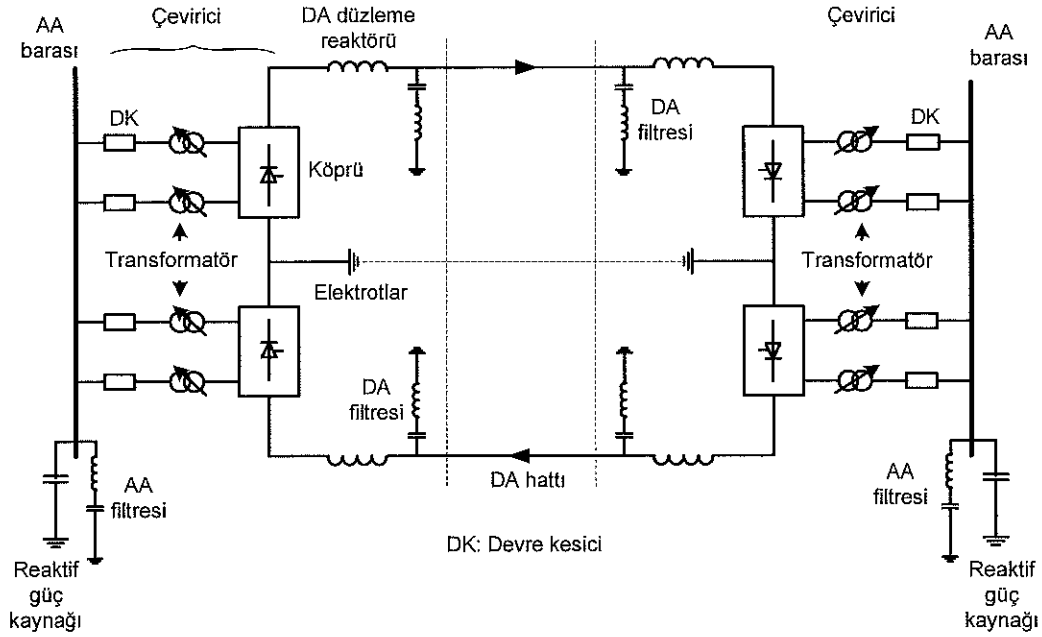 Çevirici
DA düzleme
reaktörü
Çevirici
AA
barası
AA
barası
DK
DA
filtresi
DK
Köprü
Transformatör
Elektrotlar
Transformatör
DA
filtresi
DA hattı
AA
filtresi
AA
filtresi
DK: Devre kesici
Reaktif
güç
kaynağı
Reaktif
güç
kaynağı